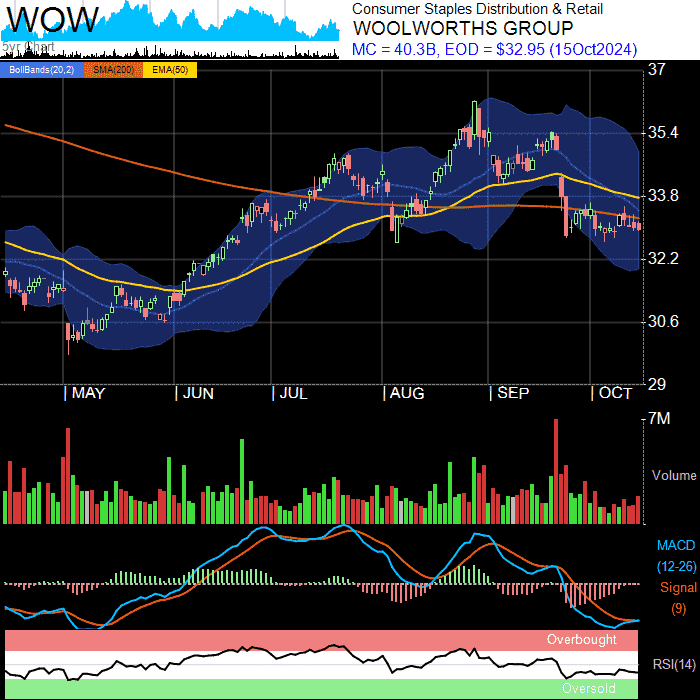 WOW
5yr Chart
Consumer Staples Distribution & Retail
WOOLWORTHS GROUP
MC = 40.3B, EOD = $32.95 (15Oct2024)
BollBands(20,2) SMA(200) EMA(50)
37
35.4
33.8
32.2
30.6
29
MAY JUN JUL AUG SEP OCT
7M
Volume
MACD
(12-26)
Signal
(9)
Overbought
RSI(14)
Oversold